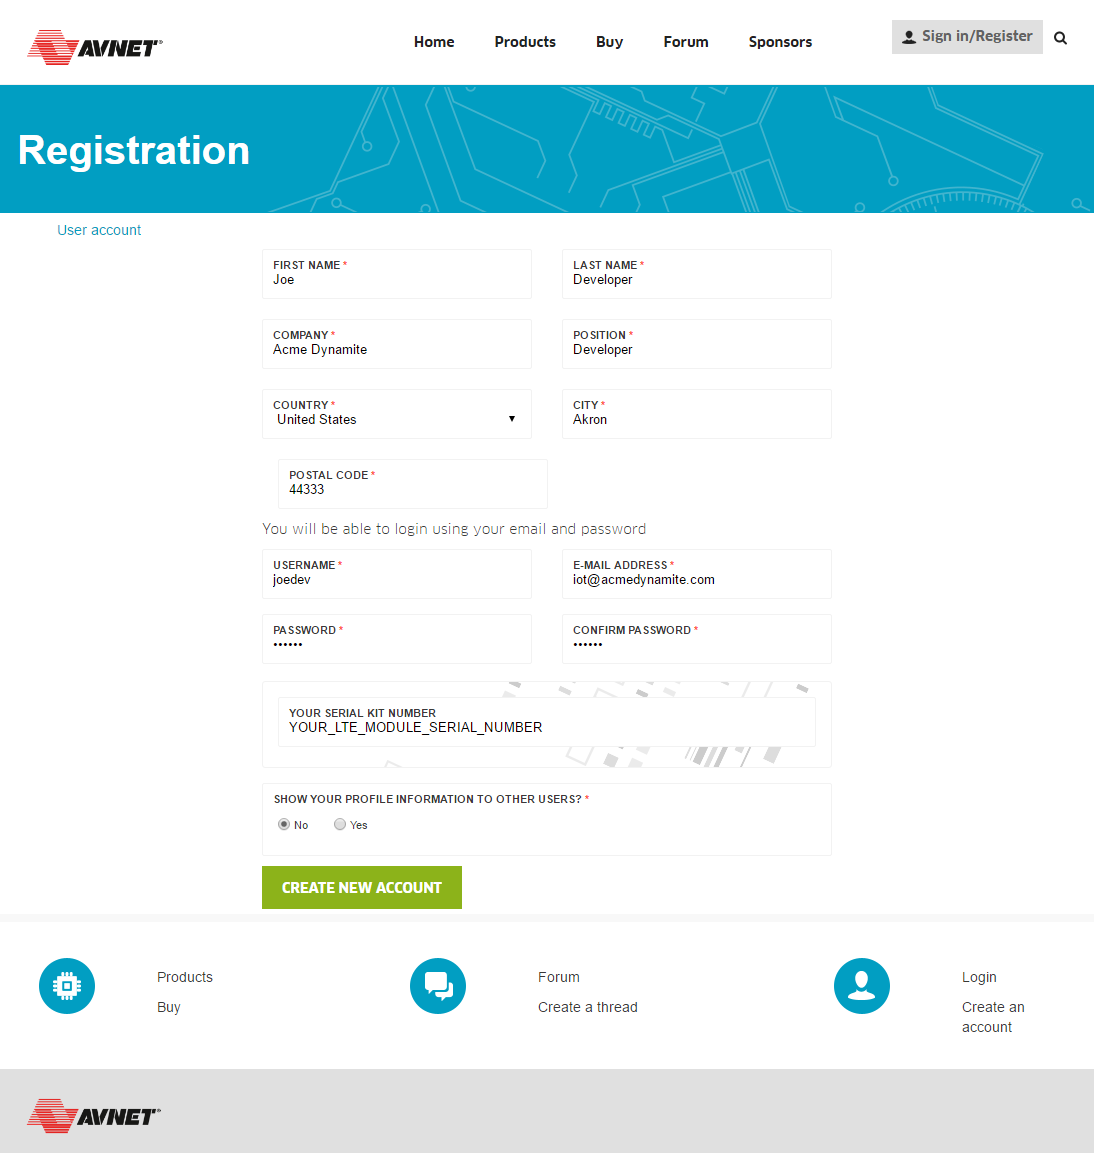 AVNET®
Home Products Buy Forum Sponsors
Sign in/Register
Registration
User account
FIRST NAME *
Joe
LAST NAME *
Developer
COMPANY *
Acme Dynamite
POSITION *
Developer
COUNTRY *
United States
CITY *
Akron
POSTAL CODE *
44333
You will be able to login using your email and password
USERNAME *
joedev
E-MAIL ADDRESS *
iot@acmedynamite.com
PASSWORD *
••••••
CONFIRM PASSWORD *
••••••
YOUR SERIAL KIT NUMBER
YOUR_LTE_MODULE_SERIAL_NUMBER
SHOW YOUR PROFILE INFORMATION TO OTHER USERS? *
No Yes
CREATE NEW ACCOUNT
Products
Buy
Forum
Create a thread
Login
Create an
account
AVNET®